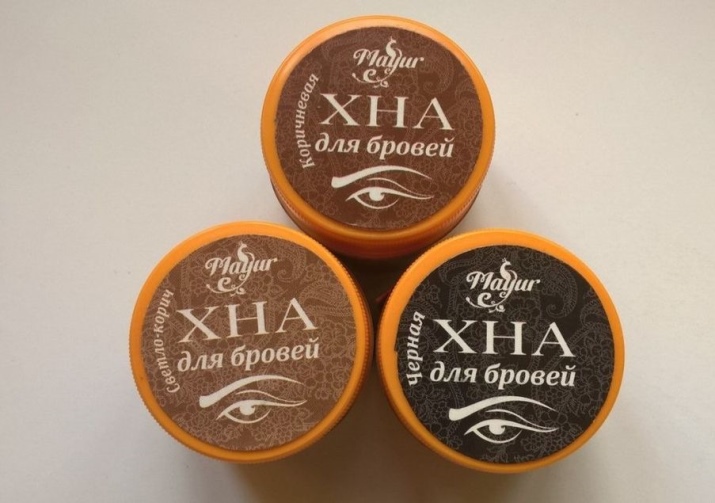 Mayur
Коричневая
ХНА
для бровей
Mayur
Светло-корич
ХНА
для бровей
Mayur
Черная
ХНА
для бровей